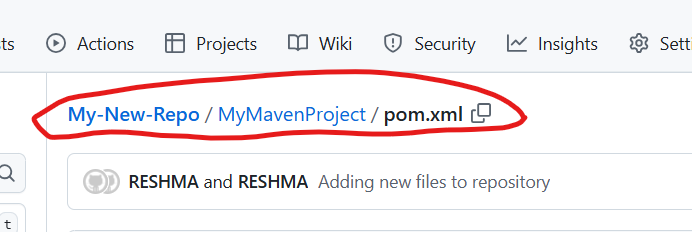 ts Actions Projects Wiki Security Insights Setti
My-New-Repo / MyMavenProject / pom.xml
RESHMA and RESHMA Adding new files to repository
t